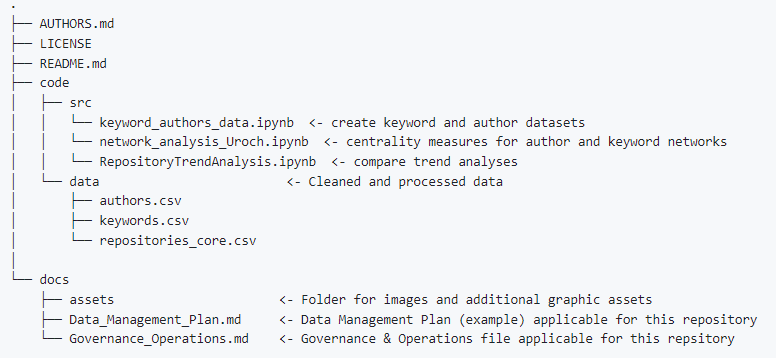 .
├── AUTHORS.md
├── LICENSE
├── README.md
├── code
│   ├── src
│   │   └── keyword_authors_data.ipynb  <- create keyword and author datasets
│   │   └── network_analysis_Uroch.ipynb  <- centrality measures for author and keyword networks
│   │   └── RepositoryTrendAnalysis.ipynb  <- compare trend analyses
│   └── data                         <- Cleaned and processed data
│       ├── authors.csv
│       ├── keywords.csv
│       └── repositories_core.csv
│
└── docs
    ├── assets                      <- Folder for images and additional graphic assets
    ├── Data_Management_Plan.md     <- Data Management Plan (example) applicable for this repository
    └── Governance_Operations.md    <- Governance & Operations file applicable for this repsitory